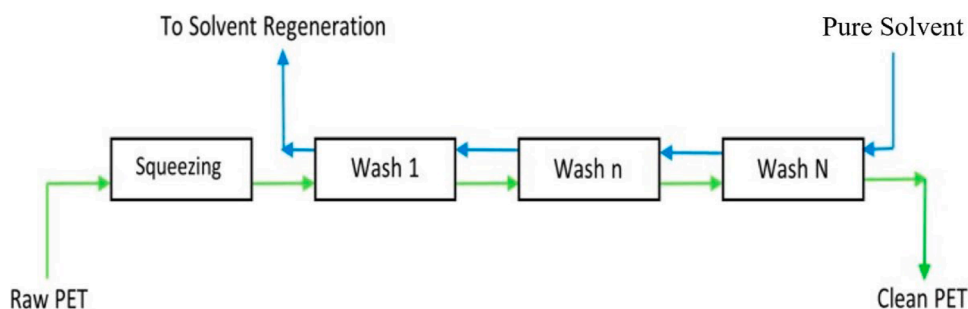 To Solvent Regeneration
Pure Solvent
Squeezing
Wash 1
Wash n
Wash N
Raw PET
Clean PET